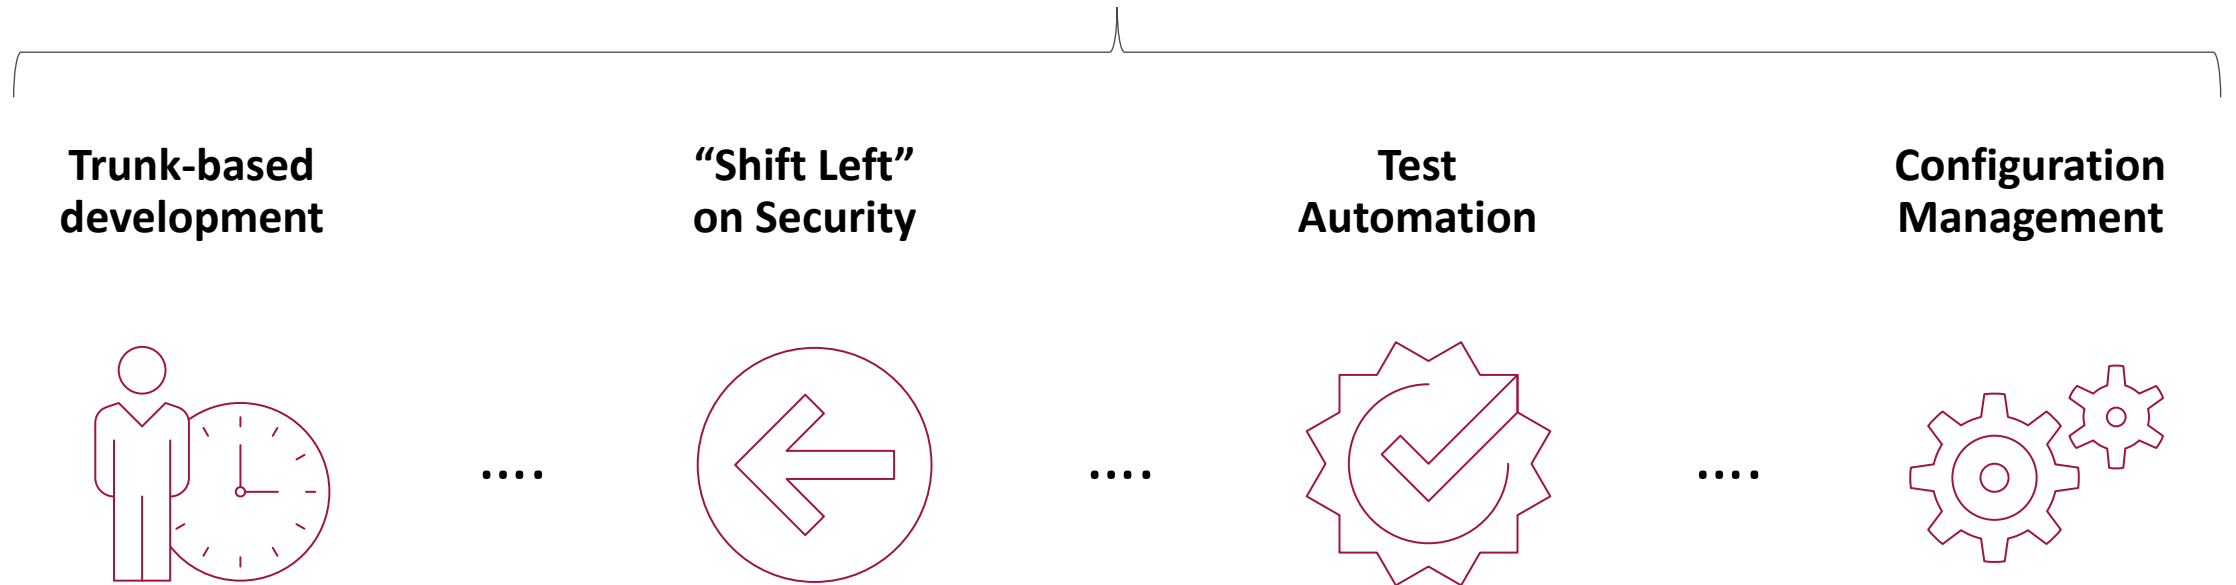 Trunk-based
development
“Shift Left”
on Security
Test
Automation
Configuration
Management
....
....
....